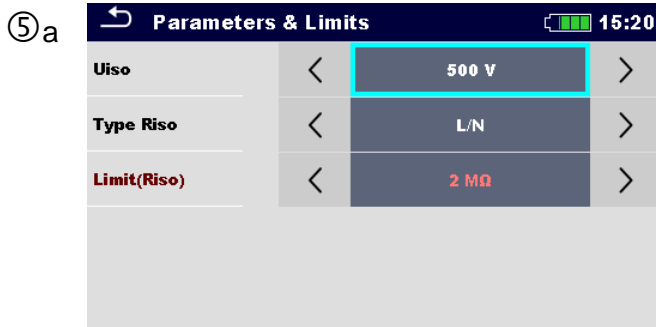 ⑤a
Parameters & Limits 15:20
Uiso 500 V
Type Riso L/N
Limit(Riso) 2 MΩ